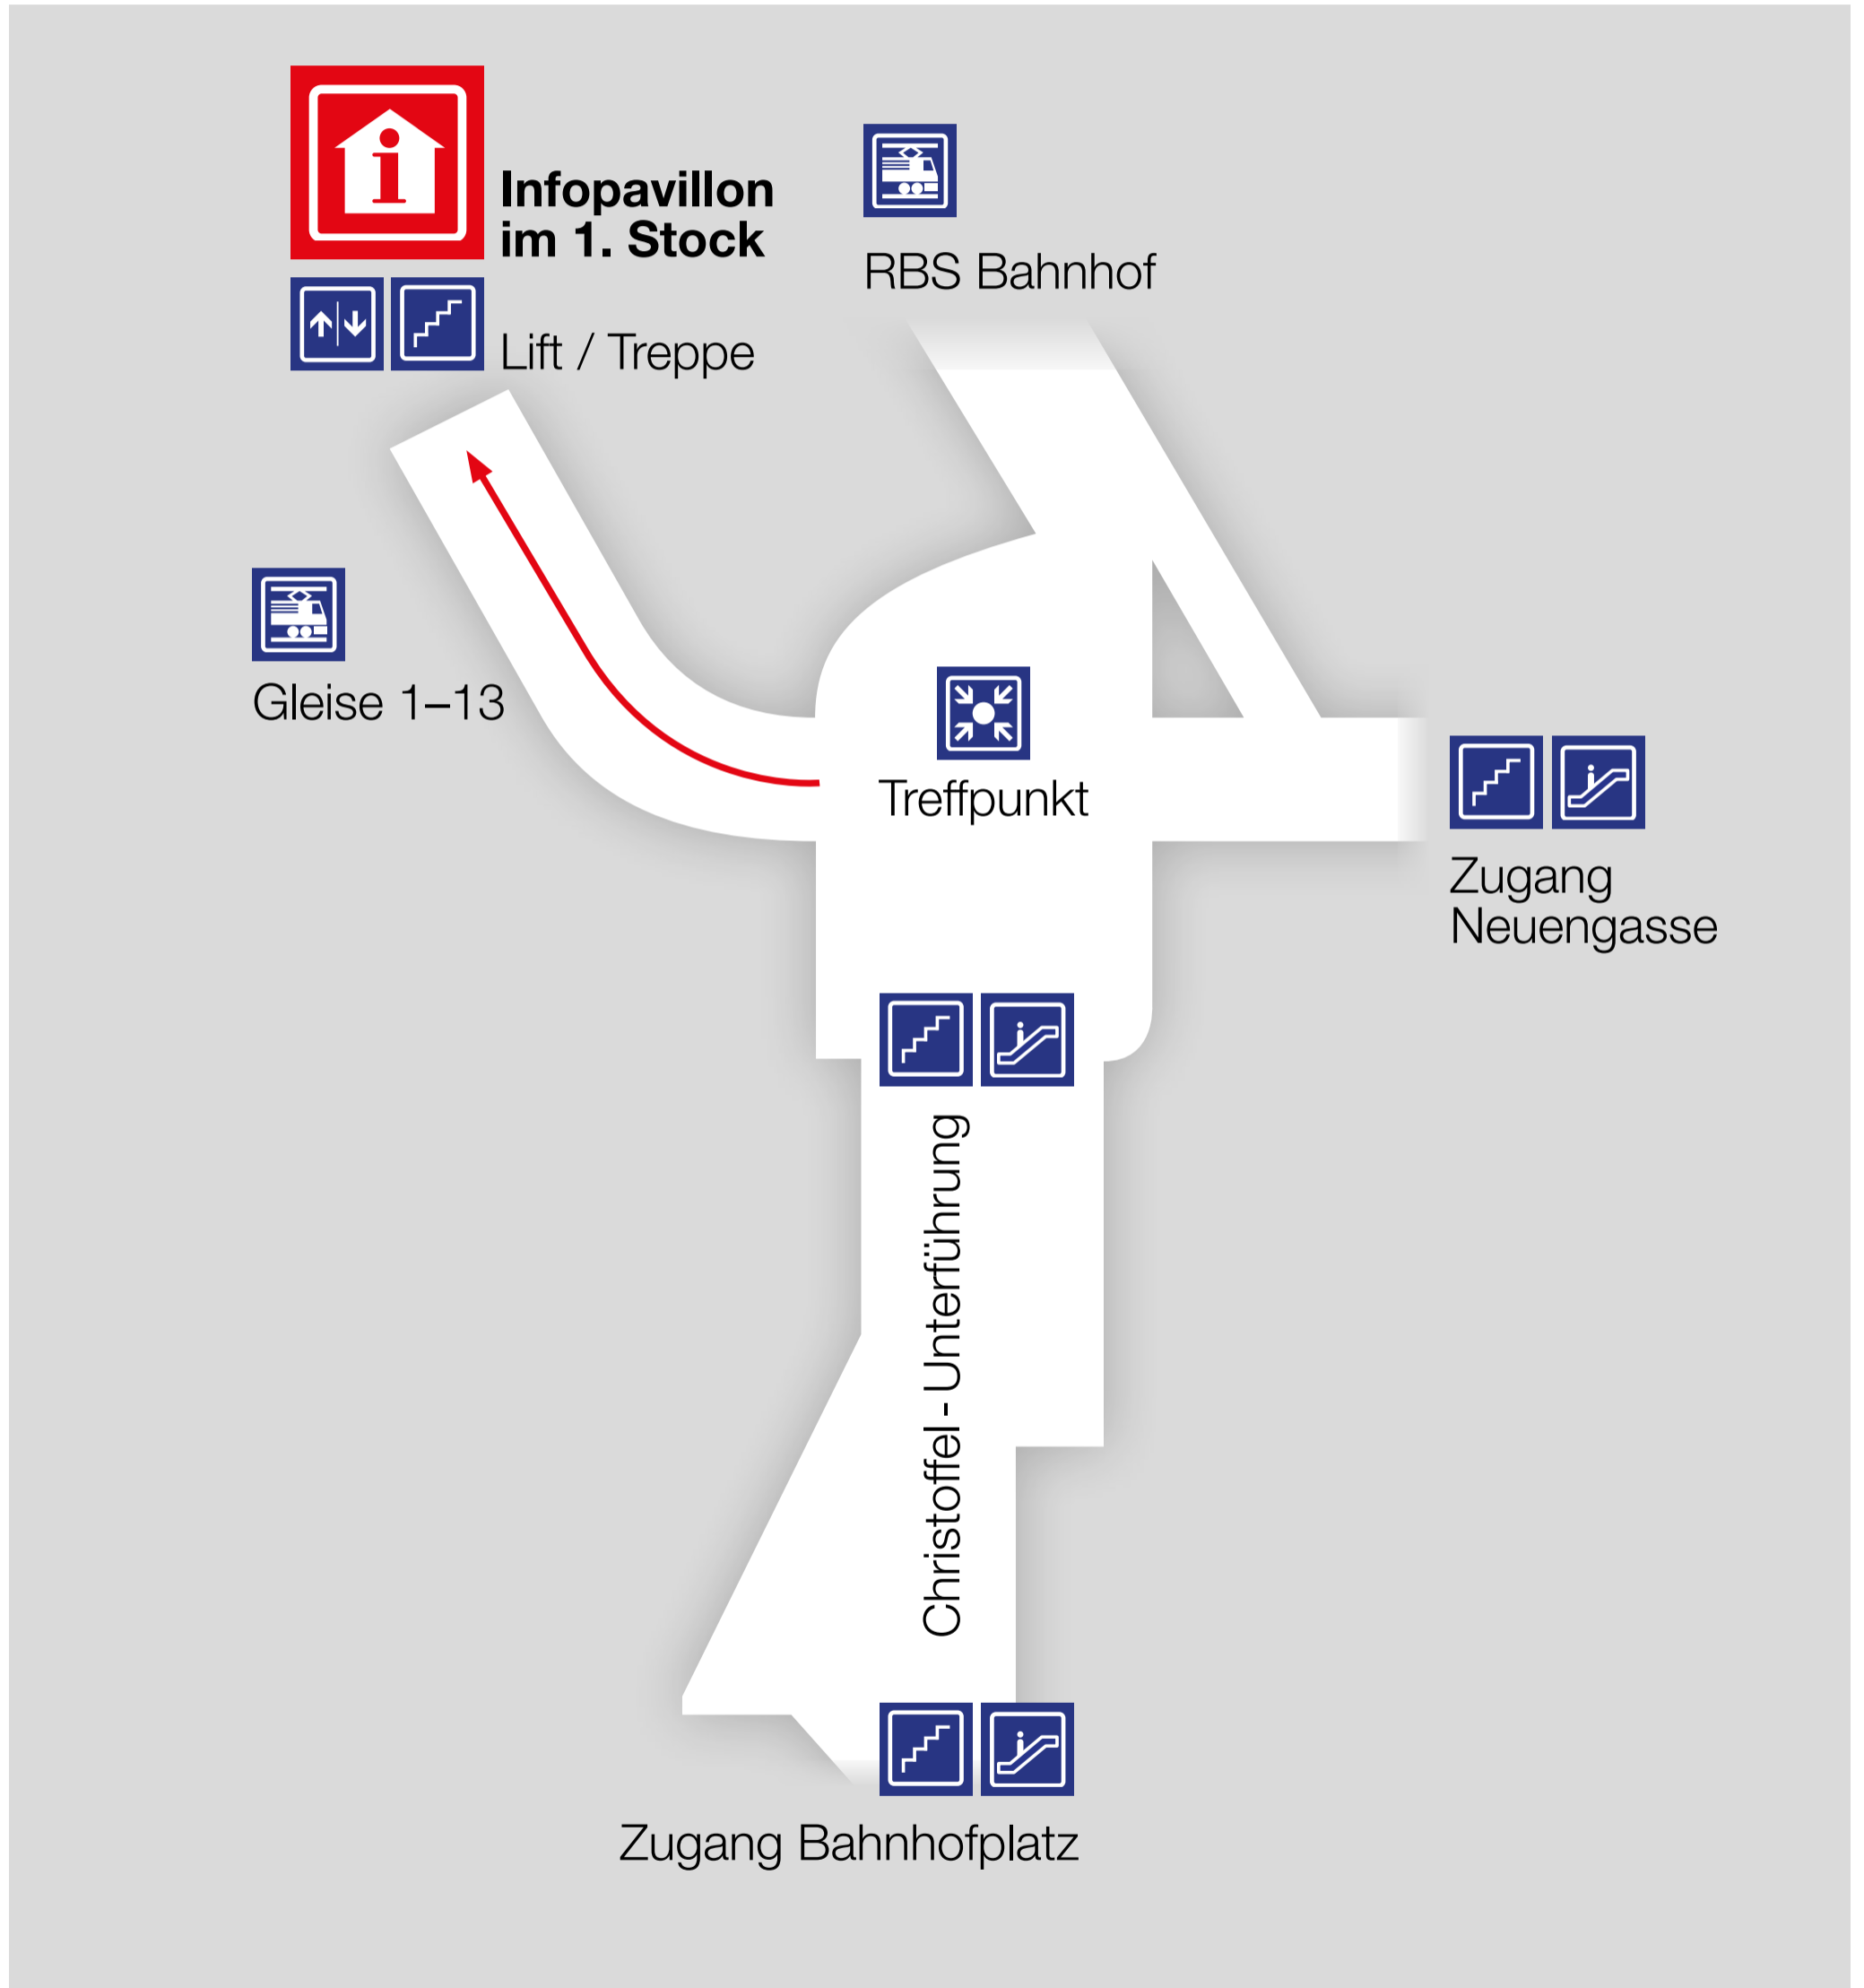 Infopavillon
im 1. Stock
Lift / Treppe
RBS Bahnhof
Gleise 1–13
Treffpunkt
Zugang
Neuengasse
Christoffel - Unterführung
Zugang Bahnhofplatz